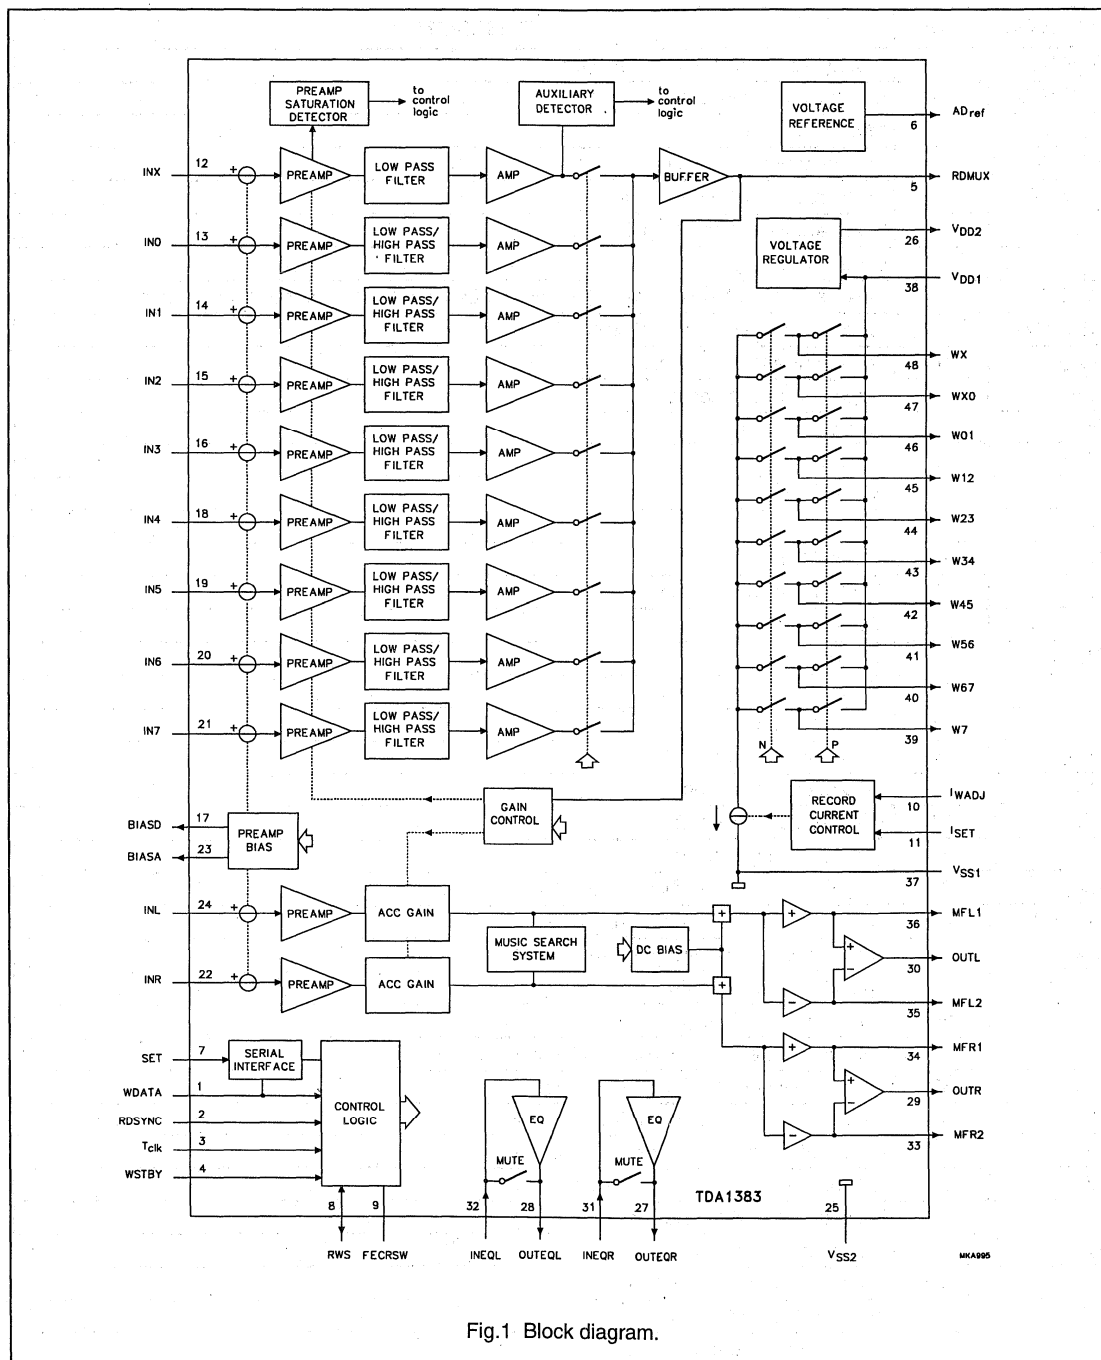 PREAMP
SATURATION
DETECTOR
to
control
logic
AUXILIARY
DETECTOR
to
control
logic
VOLTAGE
REFERENCE
6
ADref
INX
12
+
PREAMP
LOW PASS
FILTER
AMP
BUFFER
5
RDMUX
IN0
13
+
PREAMP
LOW PASS/
HIGH PASS
FILTER
AMP
VOLTAGE
REGULATOR
26
VDD2
38
VDD1
IN1
14
+
PREAMP
LOW PASS/
HIGH PASS
FILTER
AMP
IN2
15
+
PREAMP
LOW PASS/
HIGH PASS
FILTER
AMP
IN3
16
+
PREAMP
LOW PASS/
HIGH PASS
FILTER
AMP
IN4
18
+
PREAMP
LOW PASS/
HIGH PASS
FILTER
AMP
IN5
19
+
PREAMP
LOW PASS/
HIGH PASS
FILTER
AMP
IN6
20
+
PREAMP
LOW PASS/
HIGH PASS
FILTER
AMP
IN7
21
+
PREAMP
LOW PASS/
HIGH PASS
FILTER
AMP
WX
48
WX0
47
W01
46
W12
45
W23
44
W34
43
W45
42
W56
41
W67
40
W7
39
N
P
GAIN
CONTROL
RECORD
CURRENT
CONTROL
IWADJ
10
ISET
11
VSS1
37
BIASD
17
BIASA
23
PREAMP
BIAS
INL
24
+
PREAMP
ACC GAIN
MUSIC SEARCH
SYSTEM
DC BIAS
+
+
+
MFL1
36
+
−
OUTL
30
−
MFL2
35
INR
22
+
PREAMP
ACC GAIN
+
MFR1
34
+
−
OUTR
29
−
MFR2
33
SET
7
SERIAL
INTERFACE
WDATA
1
RDSYNC
2
Tclk
3
WSTBY
4
CONTROL
LOGIC
EQ
MUTE
EQ
MUTE
TDA1383
8
9
32
28
31
27
25
RWS
FECRSW
INEQL
OUTEQL
INEQR
OUTEQR
VSS2
MKA995
Fig.1 Block diagram.